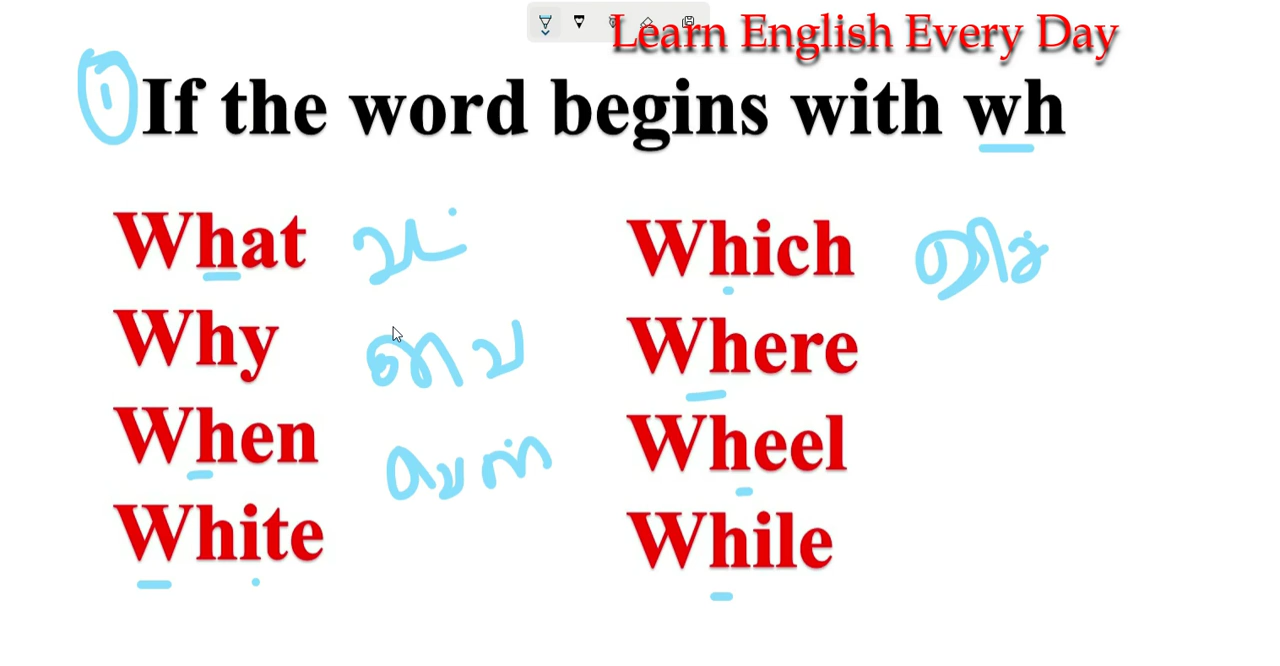 Learn English Every Day
1 If the word begins with wh
What வட்
Why வை
When வென்
White
Which விச்
Where
Wheel
While